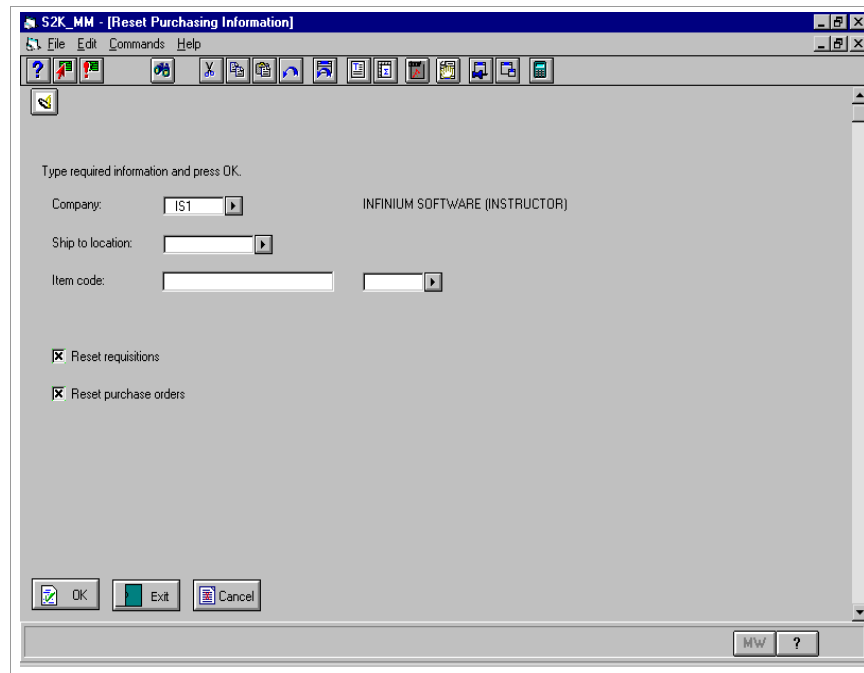 S2K_MM - [Reset Purchasing Information]
File Edit Commands Help
Type required information and press OK.
Company: IS1 INFINIUM SOFTWARE (INSTRUCTOR)
Ship to location:
Item code:
Reset requisitions
Reset purchase orders
OK Exit Cancel
MW ?